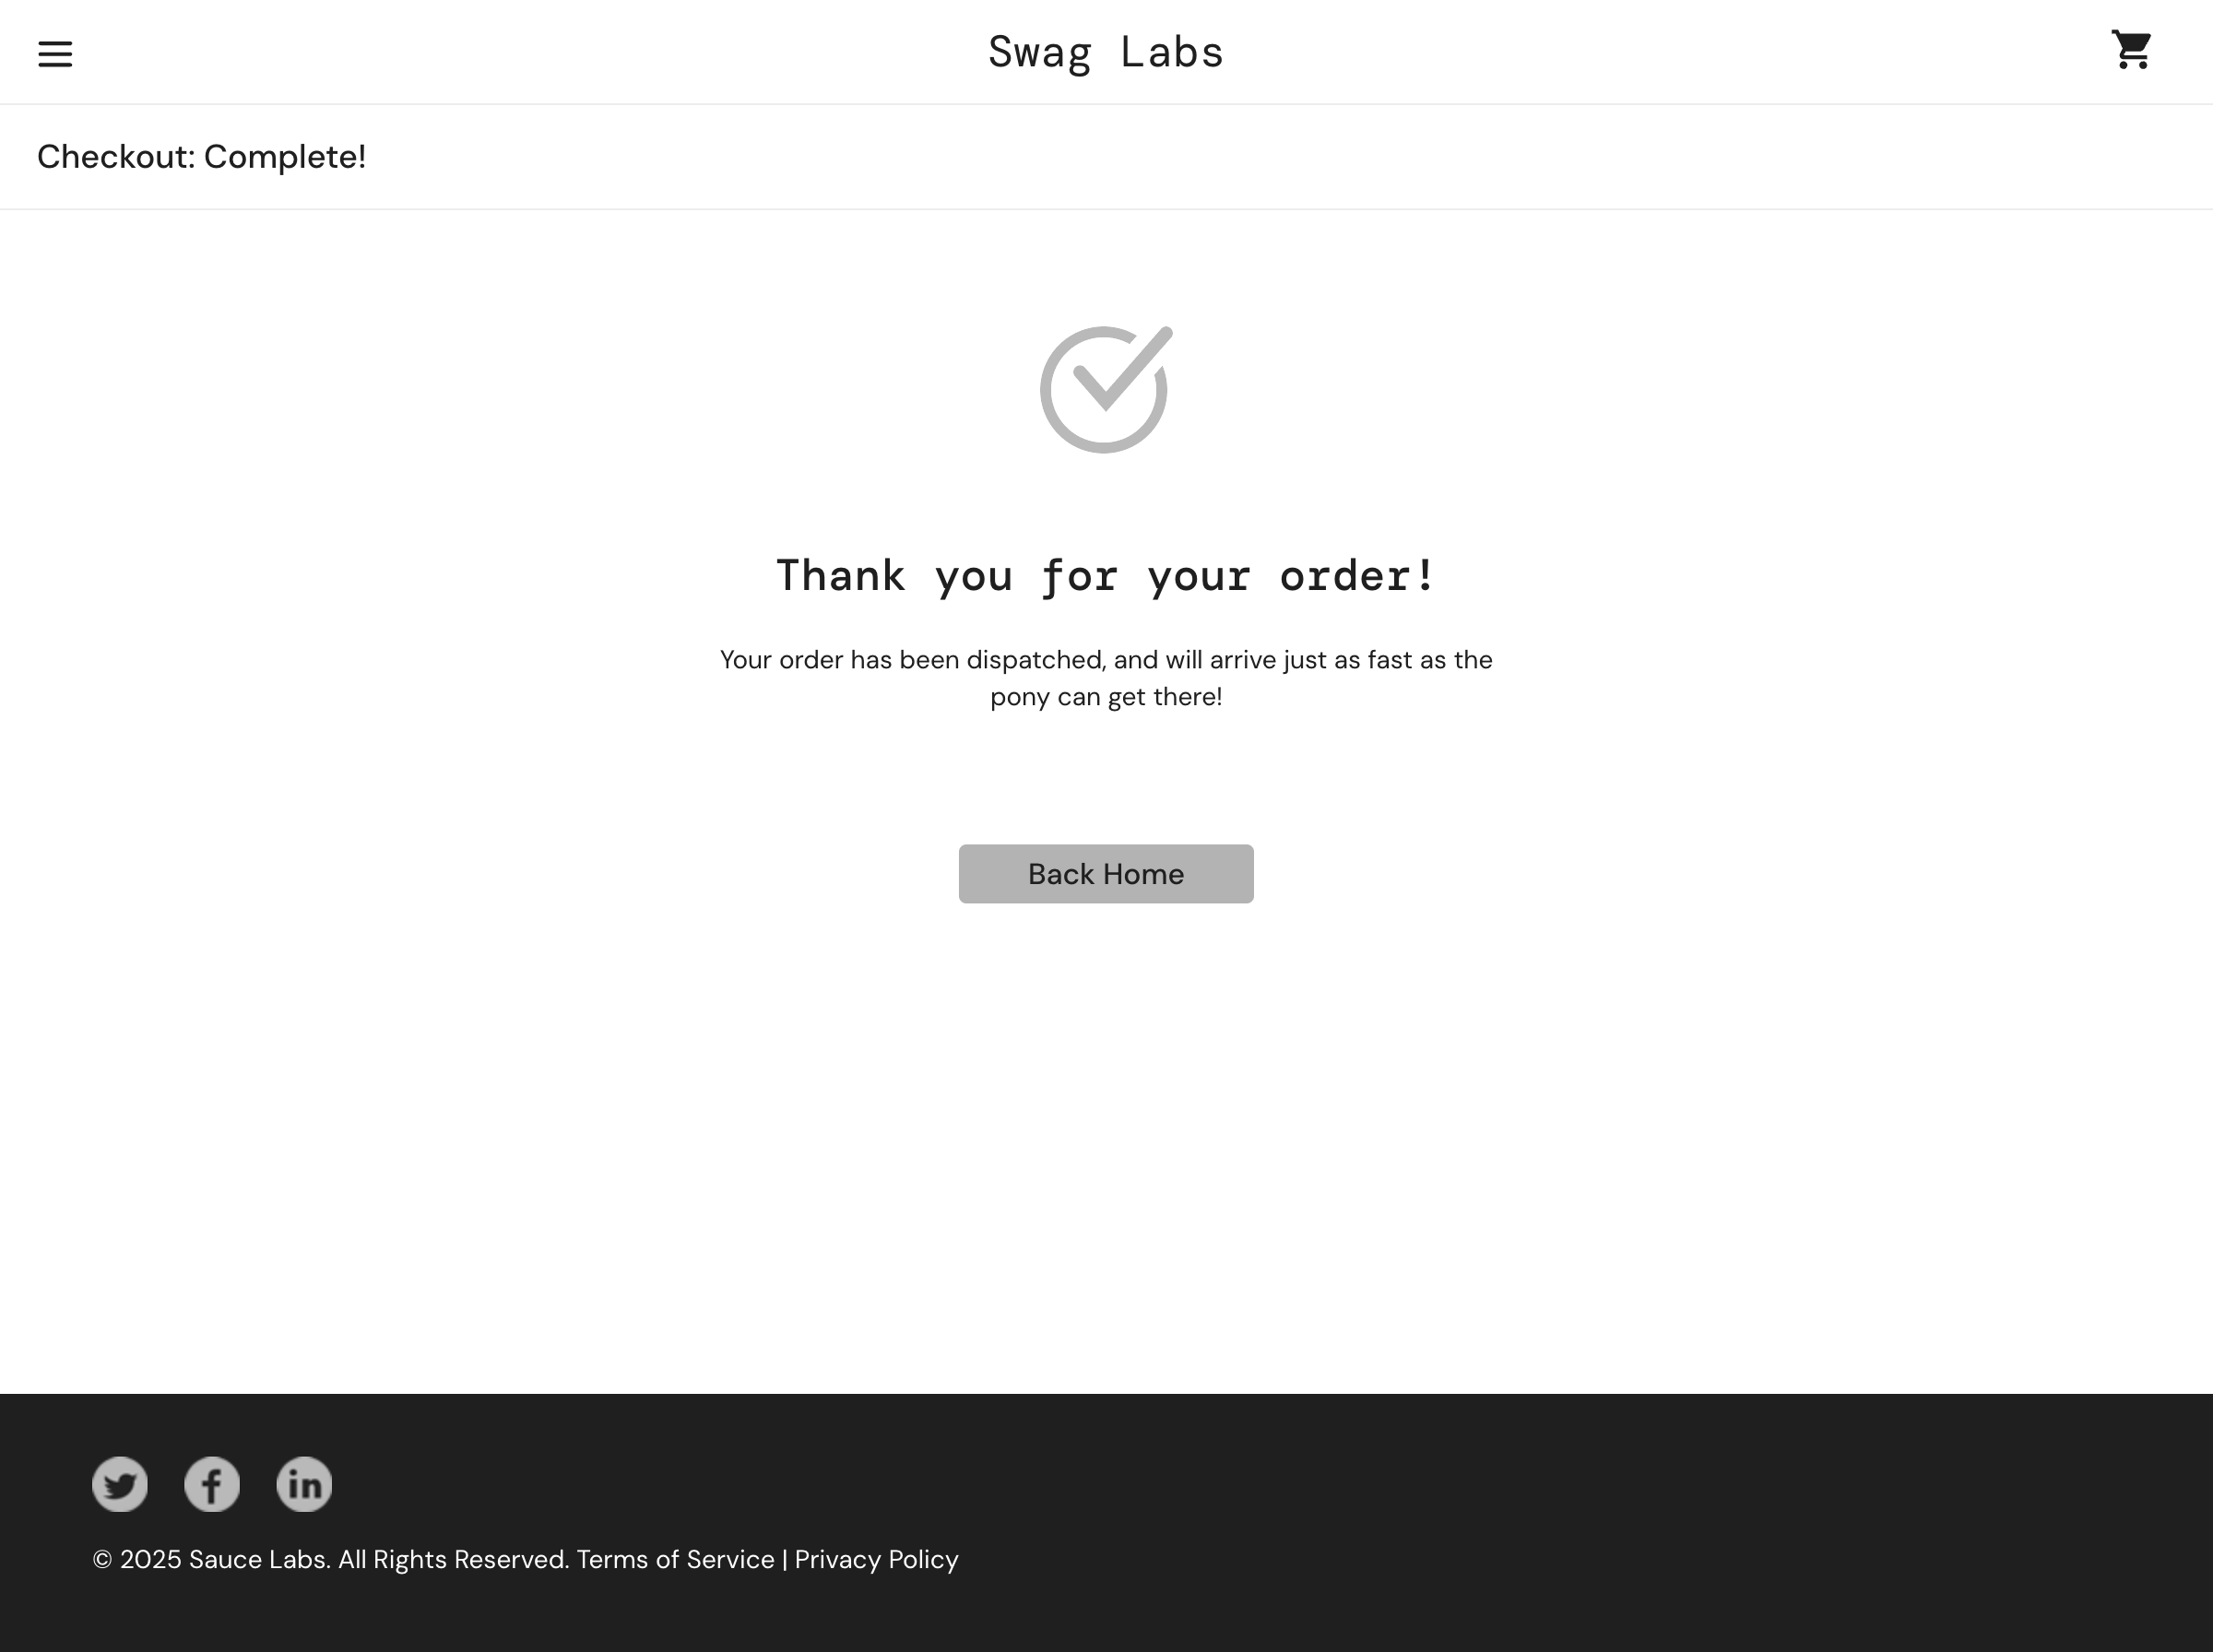 Swag Labs
Checkout: Complete!
Thank you for your order!
Your order has been dispatched, and will arrive just as fast as the
pony can get there!
Back Home
© 2025 Sauce Labs. All Rights Reserved. Terms of Service | Privacy Policy